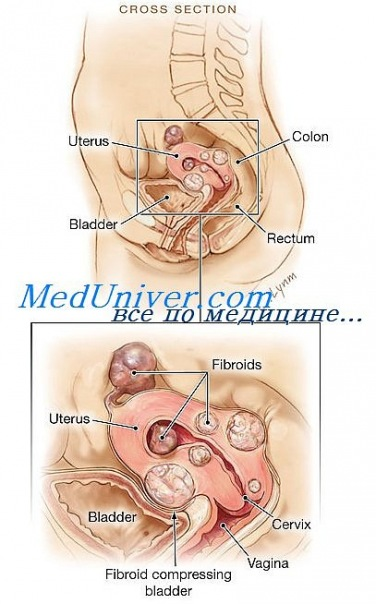 CROSS SECTION
Uterus
Colon
Bladder
Rectum
Lynm
MedUniver.com
все по медицине...
Fibroids
Uterus
Bladder
Cervix
Vagina
Fibroid compressing
bladder